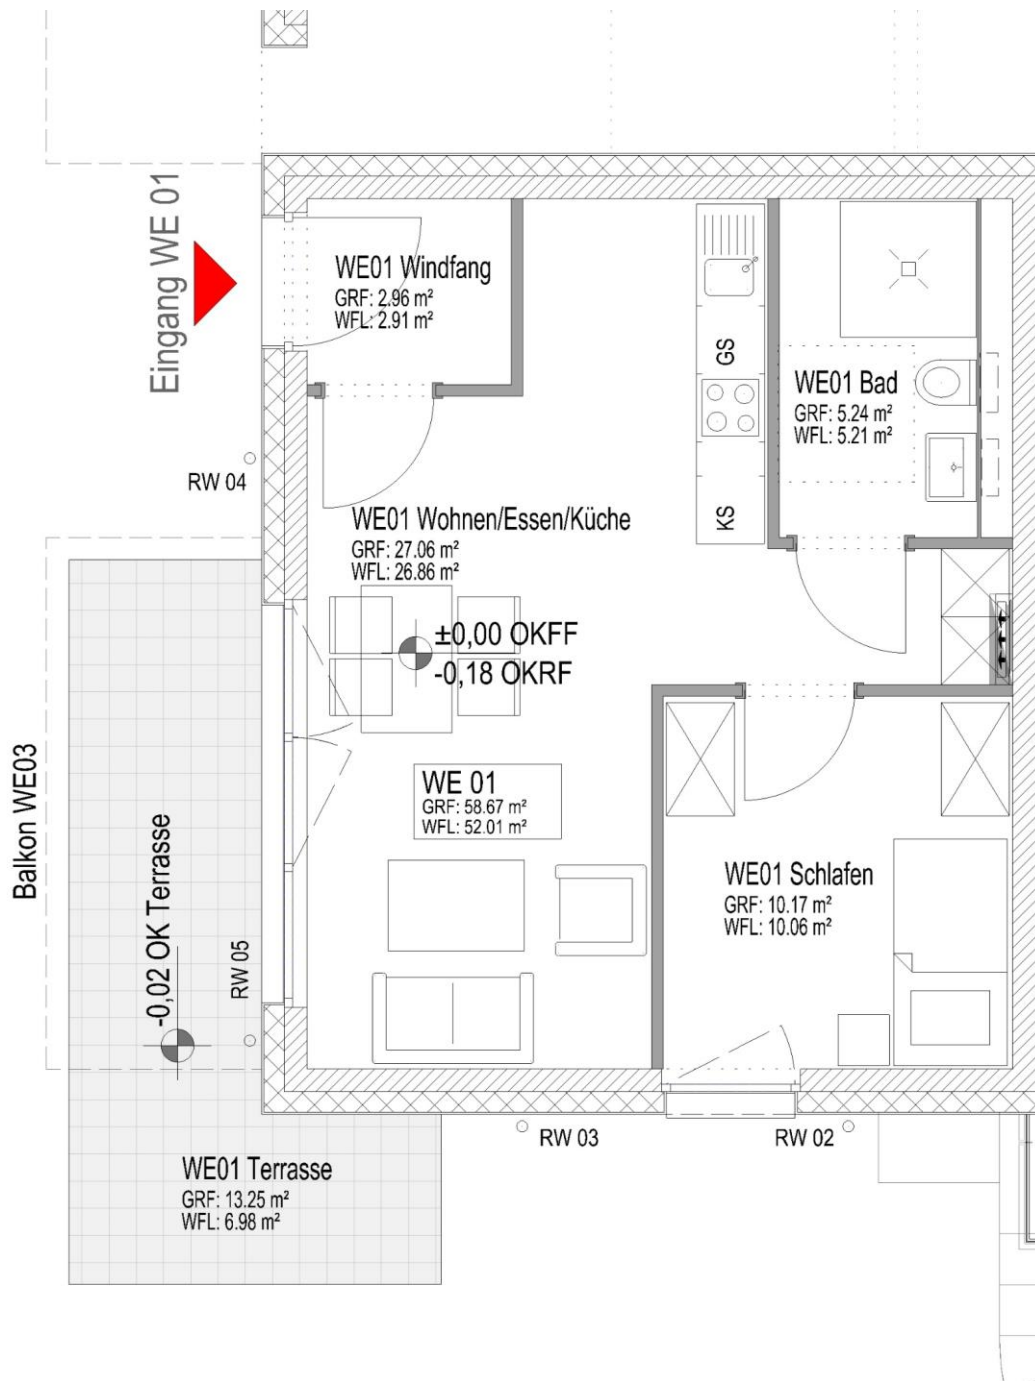 Eingang WE 01
WE01 Windfang
GRF: 2.96 m²
WFL: 2.91 m²
GS
WE01 Bad
GRF: 5.24 m²
WFL: 5.21 m²
RW 04
KS
WE01 Wohnen/Essen/Küche
GRF: 27.06 m²
WFL: 26.86 m²
±0,00 OKFF
-0,18 OKRF
Balkon WE03
WE 01
GRF: 58.67 m²
WFL: 52.01 m²
-0,02 OK Terrasse
RW 05
WE01 Schlafen
GRF: 10.17 m²
WFL: 10.06 m²
RW 03
RW 02
WE01 Terrasse
GRF: 13.25 m²
WFL: 6.98 m²